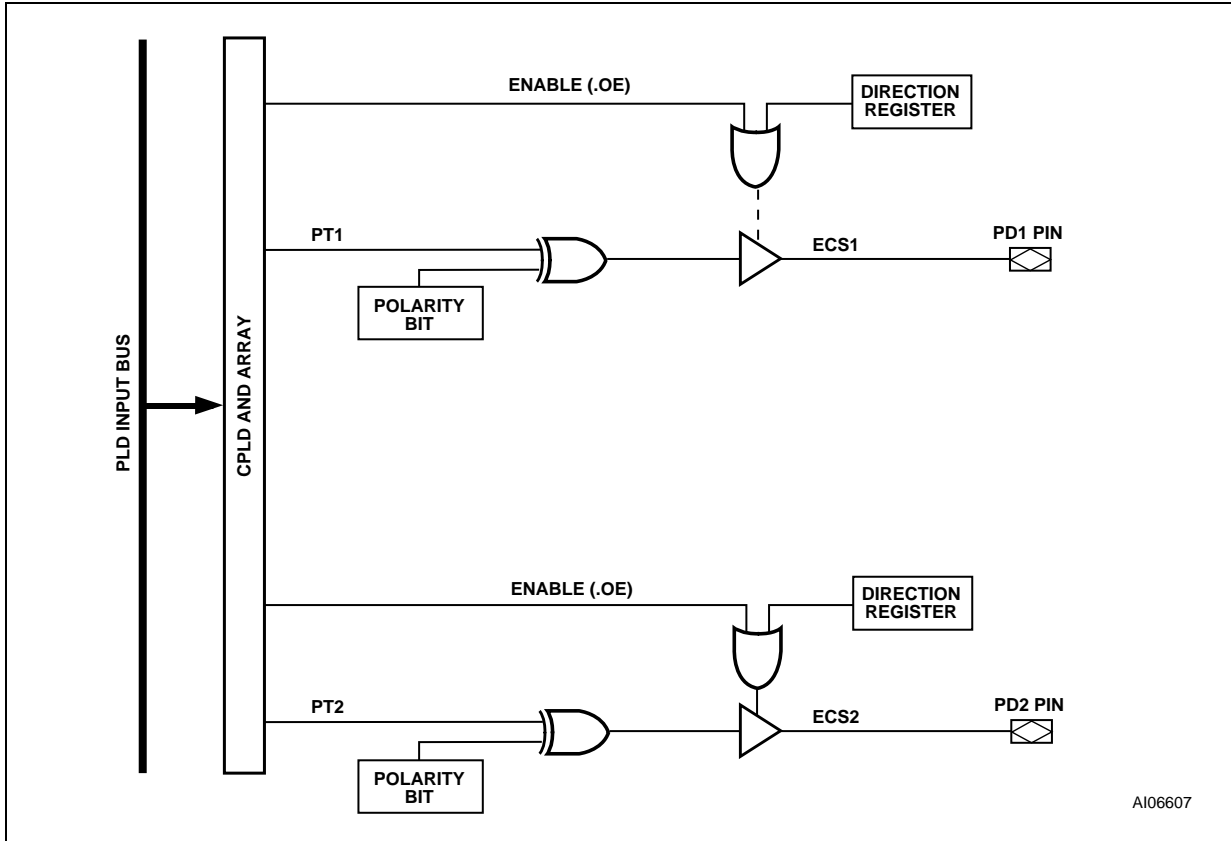 ENABLE (.OE)
DIRECTION
REGISTER
PT1
ECS1
PD1 PIN
POLARITY
BIT
PLD INPUT BUS
CPLD AND ARRAY
ENABLE (.OE)
DIRECTION
REGISTER
PT2
ECS2
PD2 PIN
POLARITY
BIT
AI06607